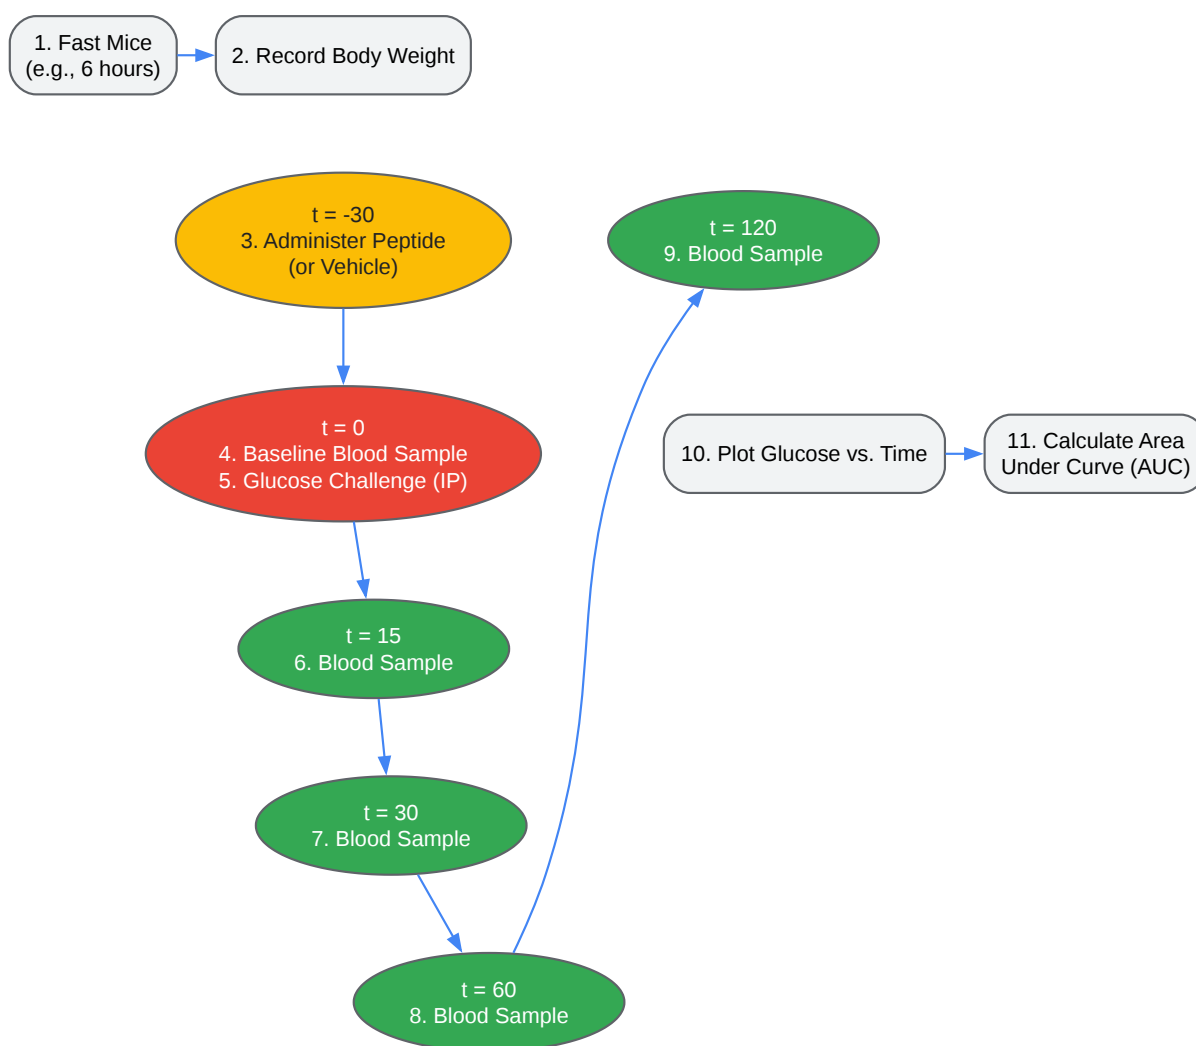 1. Fast Mice
(e.g., 6 hours)
2. Record Body Weight
t = -30
3. Administer Peptide
(or Vehicle)
t = 0
4. Baseline Blood Sample
5. Glucose Challenge (IP)
t = 15
6. Blood Sample
t = 30
7. Blood Sample
t = 60
8. Blood Sample
t = 120
9. Blood Sample
10. Plot Glucose vs. Time
11. Calculate Area
Under Curve (AUC)